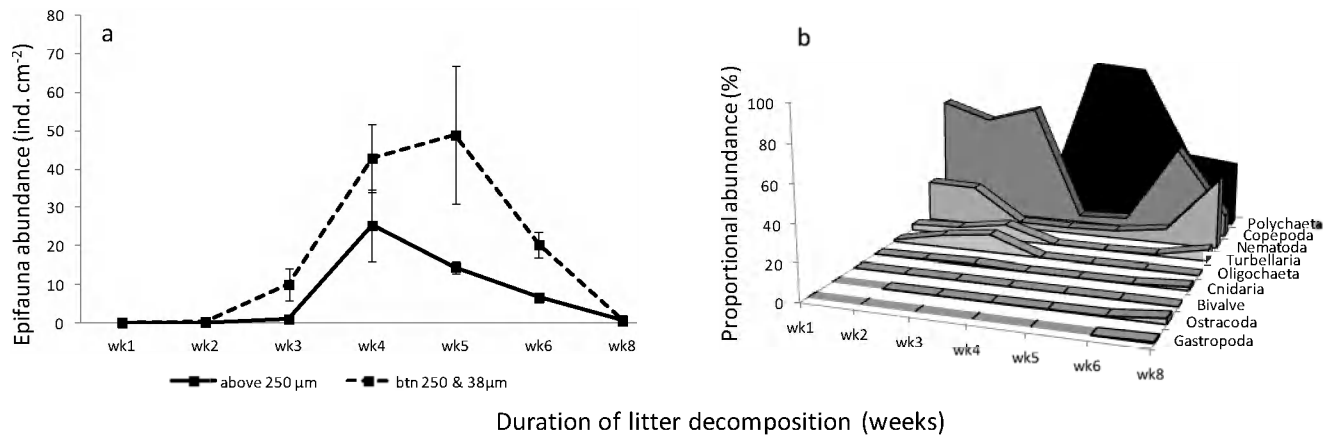 a
Epifauna abundance (ind. cm-2)
80
70
60
50
40
30
20
10
0
wk1 wk2 wk3 wk4 wk5 wk6 wk8
above 250 µm btn 250 & 38µm
b
Proportional abundance (%)
100
80
60
40
20
0
wk1 wk2 wk3 wk4 wk5 wk6 wk8
Polychaeta
Copepoda
Nematoda
Turbellaria
Oligochaeta
Cnidaria
Bivalve
Ostracoda
Gastropoda
Duration of litter decomposition (weeks)